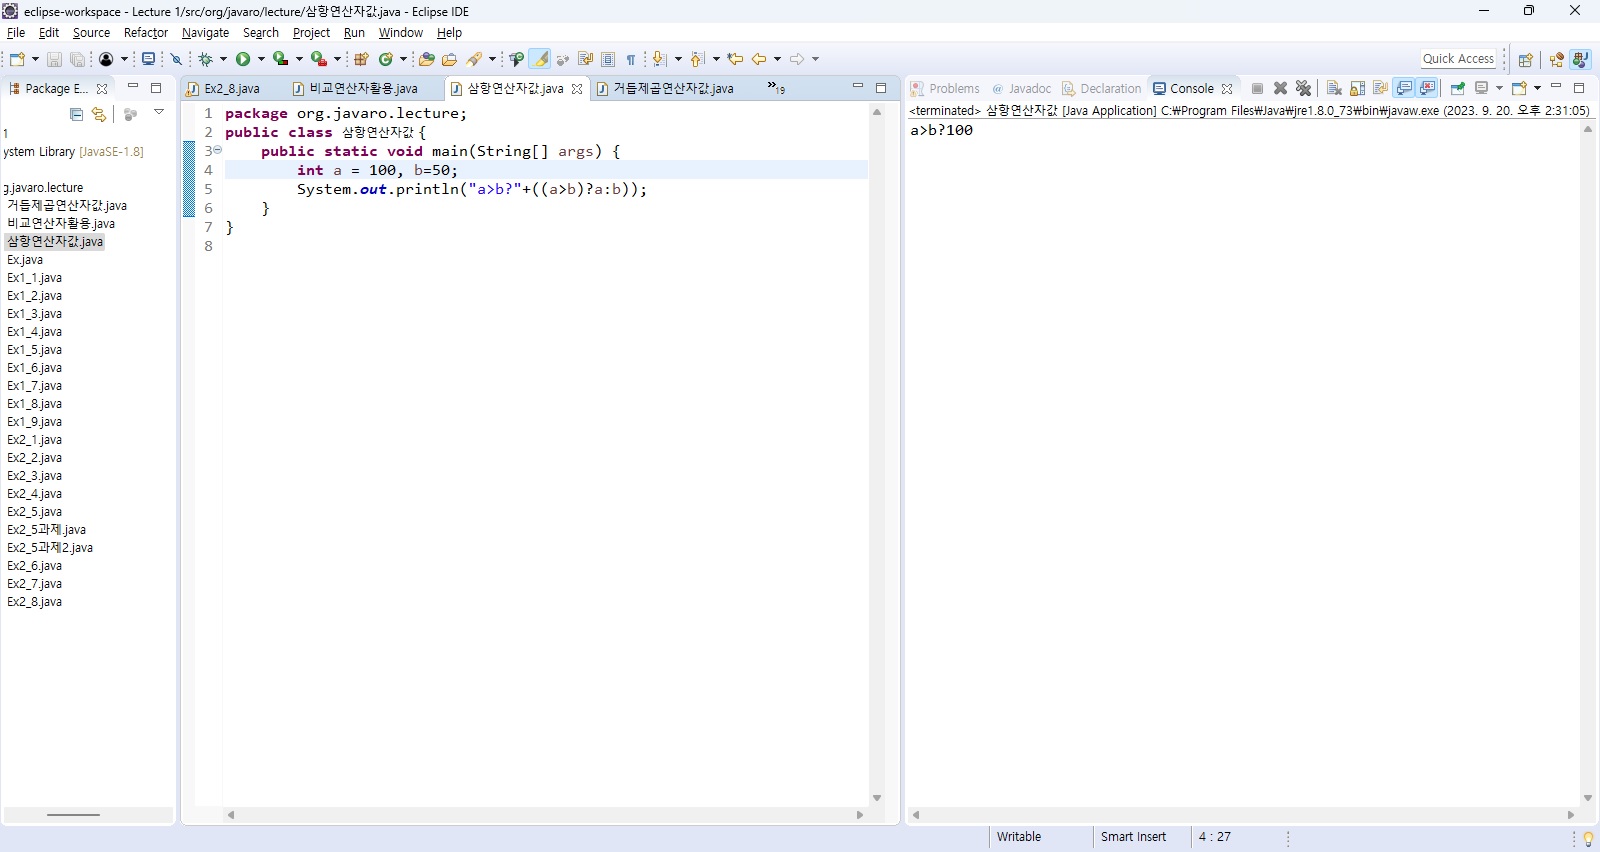 eclipse-workspace - Lecture 1/src/org/javaro/lecture/삼항연산자값.java - Eclipse IDE
File Edit Source Refactor Navigate Search Project Run Window Help
Quick Access
Package E...
1
ystem Library [JavaSE-1.8]
g.javaro.lecture
거듭제곱연산자값.java
비교연산자활용.java
삼항연산자값.java
Ex.java
Ex1_1.java
Ex1_2.java
Ex1_3.java
Ex1_4.java
Ex1_5.java
Ex1_6.java
Ex1_7.java
Ex1_8.java
Ex1_9.java
Ex2_1.java
Ex2_2.java
Ex2_3.java
Ex2_4.java
Ex2_5.java
Ex2_5과제.java
Ex2_5과제2.java
Ex2_6.java
Ex2_7.java
Ex2_8.java
Ex2_8.java 비교연산자활용.java 삼항연산자값.java 거듭제곱연산자값.java »19
1 package org.javaro.lecture;
2 public class 삼항연산자값 {
3 public static void main(String[] args) {
4 int a = 100, b=50;
5 System.out.println("a>b?"+((a>b)?a:b));
6 }
7 }
8
Problems @ Javadoc Declaration Console
<terminated> 삼항연산자값 [Java Application] C:₩Program Files₩Java₩jre1.8.0_73₩bin₩javaw.exe (2023. 9. 20. 오후 2:31:05)
a>b?100
Writable Smart Insert 4 : 27